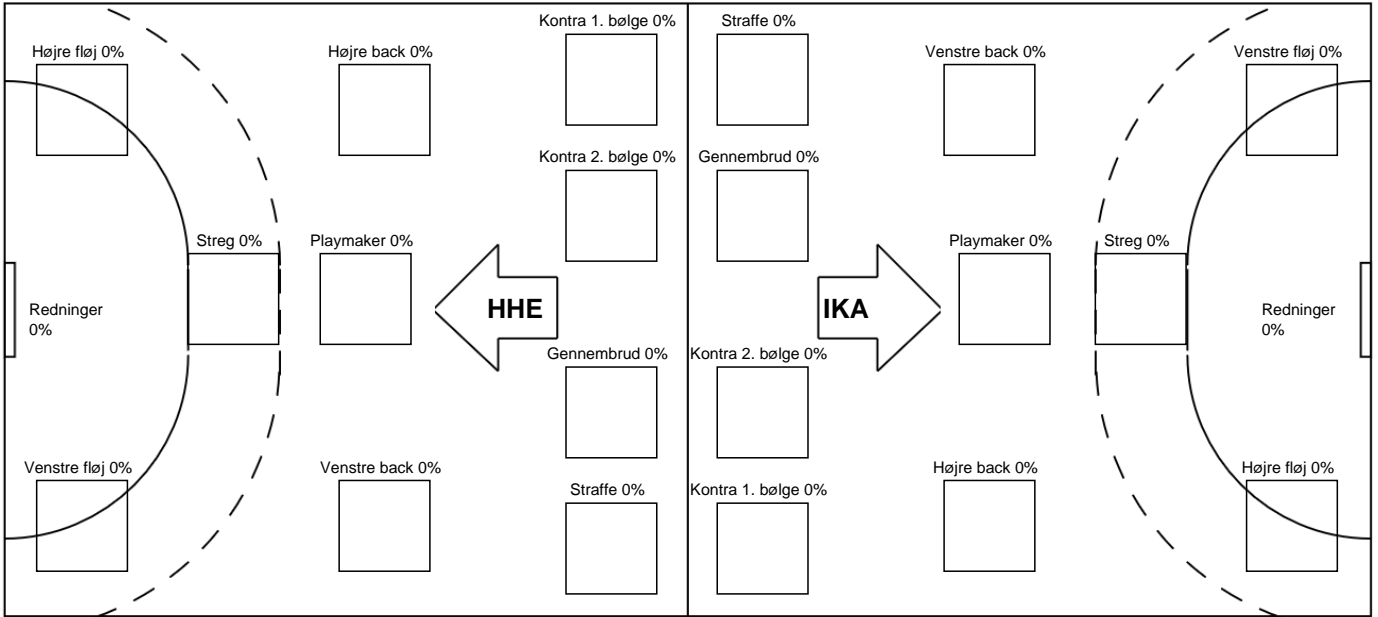 Kontra 1. bølge 0%
Straffe 0%
Højre fløj 0%
Højre back 0%
Venstre back 0%
Venstre fløj 0%
Kontra 2. bølge 0%
Gennembrud 0%
Streg 0%
Playmaker 0%
Playmaker 0%
Streg 0%
HHE
IKA
Redninger
0%
Redninger
0%
Gennembrud 0%
Kontra 2. bølge 0%
Venstre fløj 0%
Venstre back 0%
Højre back 0%
Højre fløj 0%
Straffe 0%
Kontra 1. bølge 0%